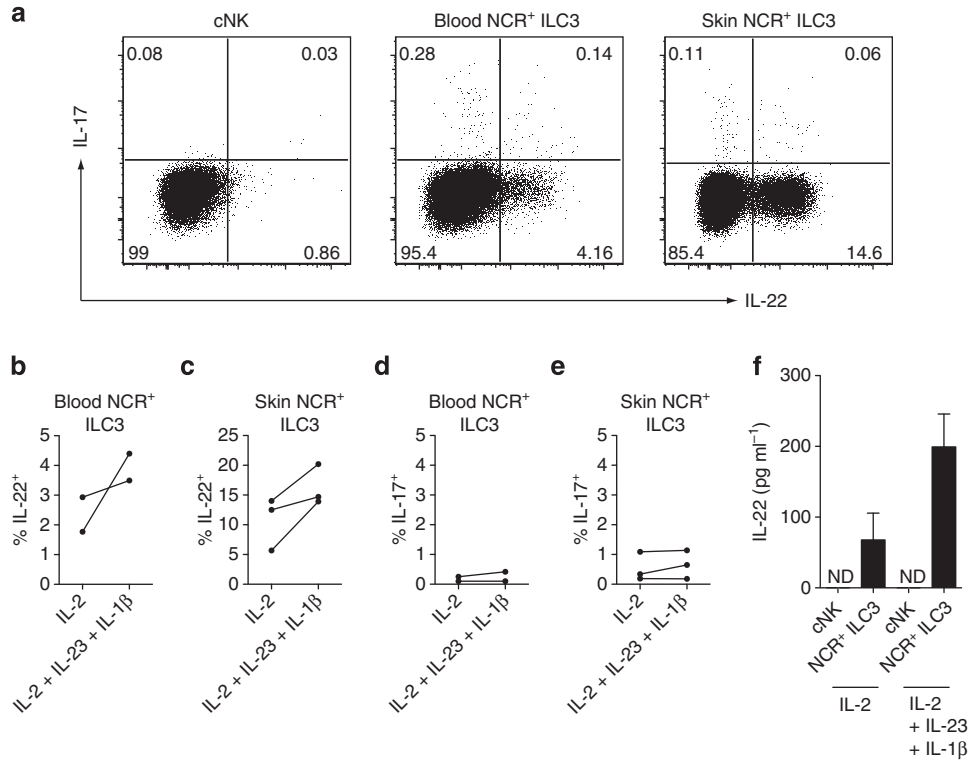 a
cNK
Blood NCR⁺ ILC3
Skin NCR⁺ ILC3
IL-17
0.08 0.03
99 0.86
0.28 0.14
95.4 4.16
0.11 0.06
85.4 14.6
IL-22
b
Blood NCR⁺
ILC3
% IL-22⁺
5
4
3
2
1
0
IL-2
IL-2 + IL-23 + IL-1β
c
Skin NCR⁺
ILC3
% IL-22⁺
25
20
15
10
5
0
IL-2
IL-2 + IL-23 + IL-1β
d
Blood NCR⁺
ILC3
% IL-17⁺
5
4
3
2
1
0
IL-2
IL-2 + IL-23 + IL-1β
e
Skin NCR⁺
ILC3
% IL-17⁺
5
4
3
2
1
0
IL-2
IL-2 + IL-23 + IL-1β
f
IL-22 (pg ml⁻¹)
300
200
100
0
ND
ND
cNK
NCR⁺ ILC3
cNK
NCR⁺ ILC3
IL-2
IL-2
+ IL-23
+ IL-1β